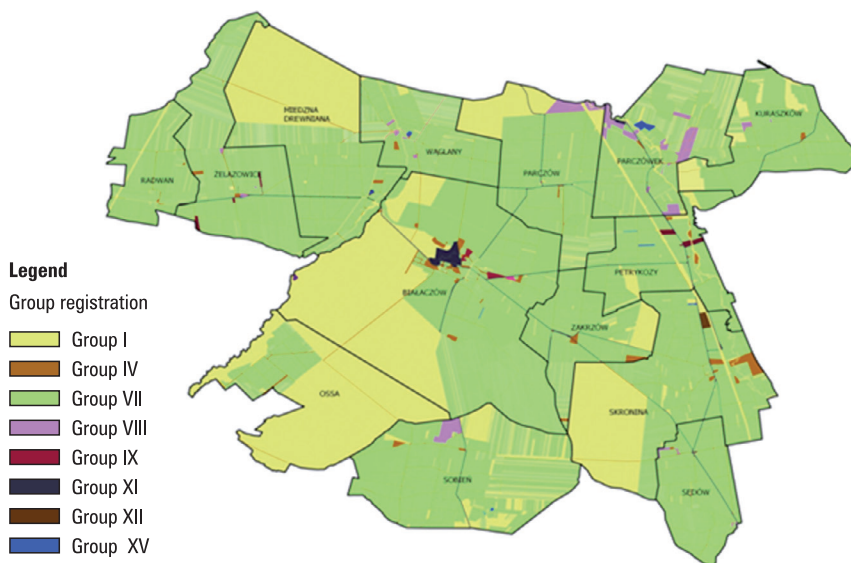 MIEDZNA
DREWNIANA
KURASZKÓW
WĄGLANY
PARCZÓWEK
RADWAN
ŻELAZOWICE
PARCZÓW
PETRYKOZY
BIAŁACZÓW
ZAKRZÓW
OSSA
SKRONINA
SOBIEŃ
SĘDÓW
Legend
Group registration
Group I
Group IV
Group VII
Group VIII
Group IX
Group XI
Group XII
Group XV